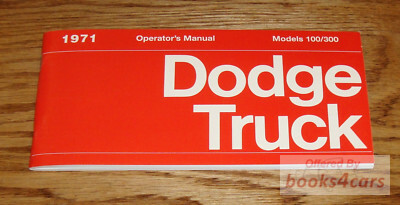 1971 Operator's Manual Models 100/300
Dodge
Truck
Offered By
books4cars